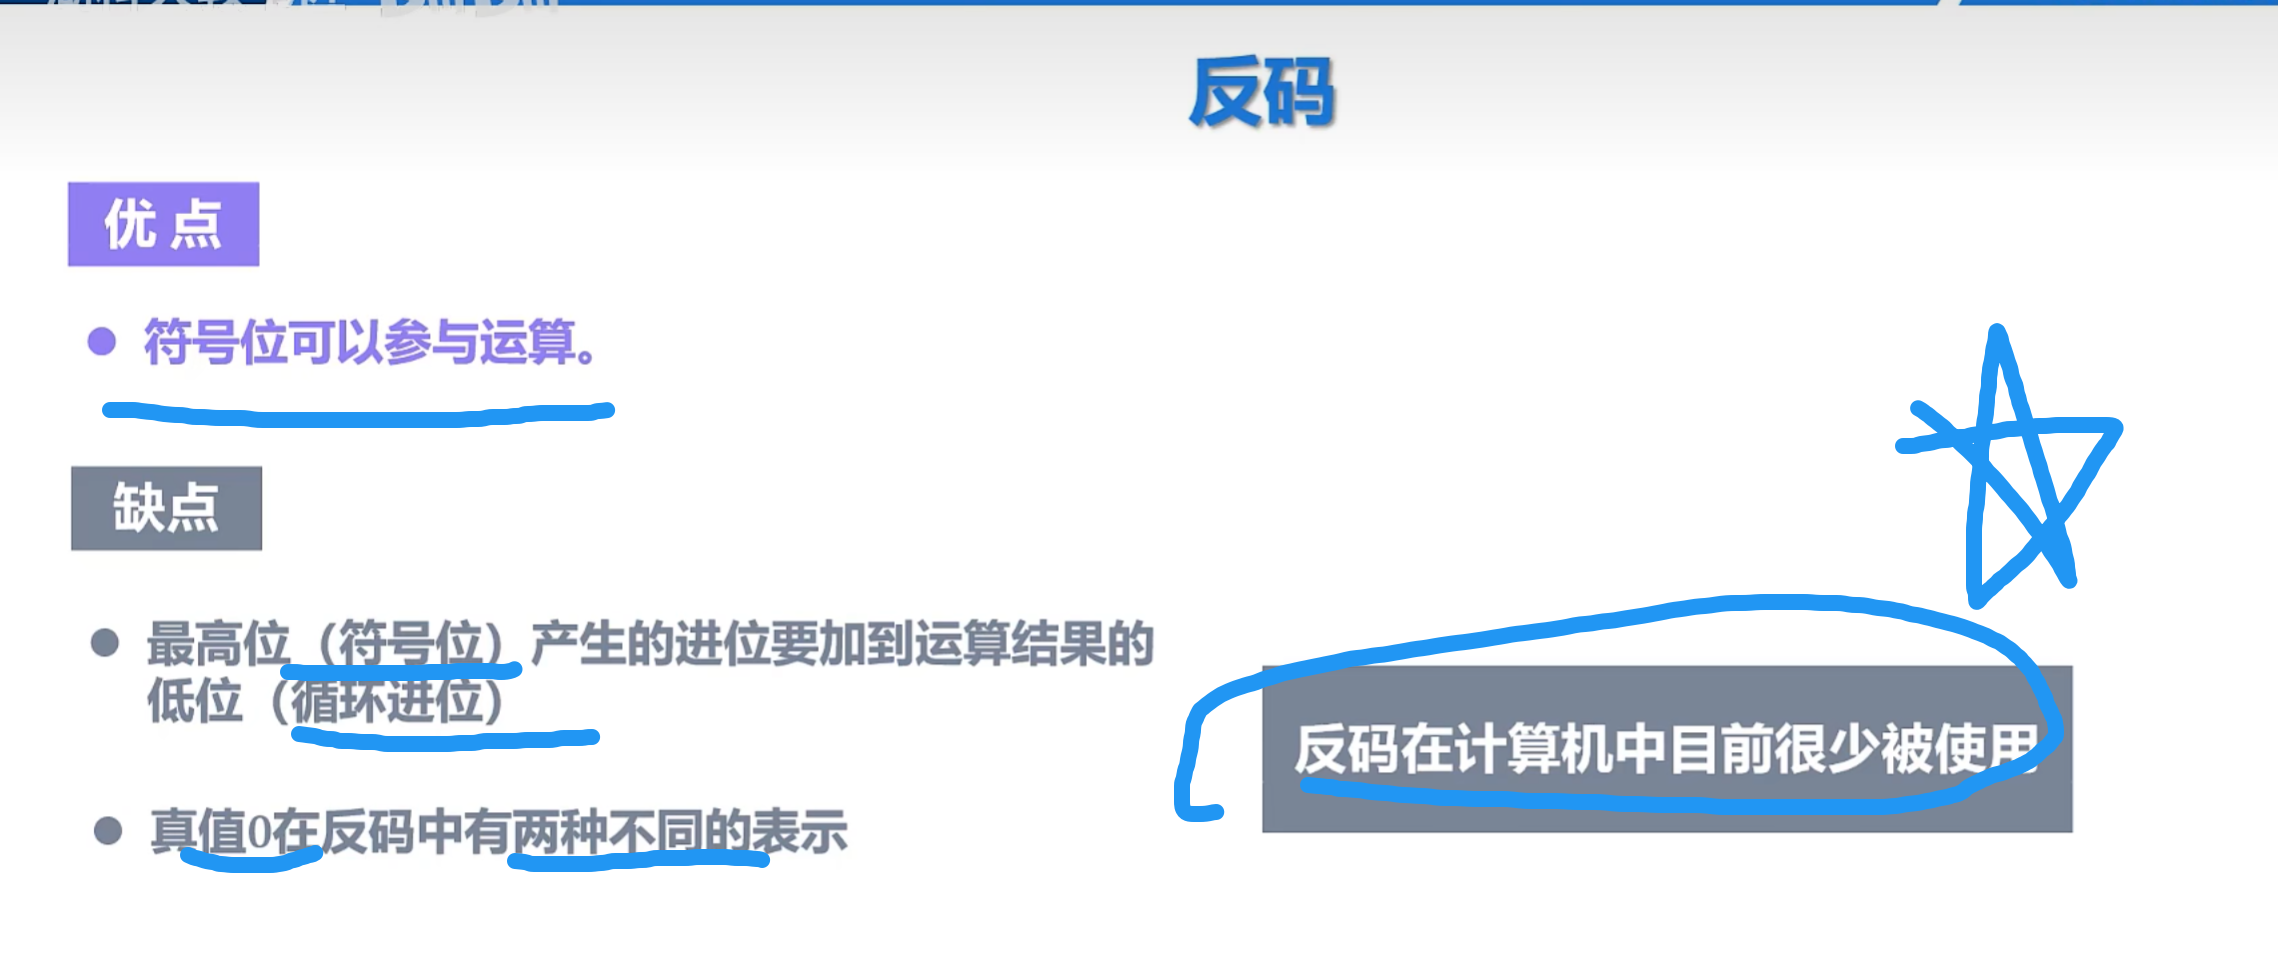 反码
优 点
符号位可以参与运算。
缺点
最高位（符号位）产生的进位要加到运算结果的
低位（循环进位）
反码在计算机中目前很少被使用
真值0在反码中有两种不同的表示